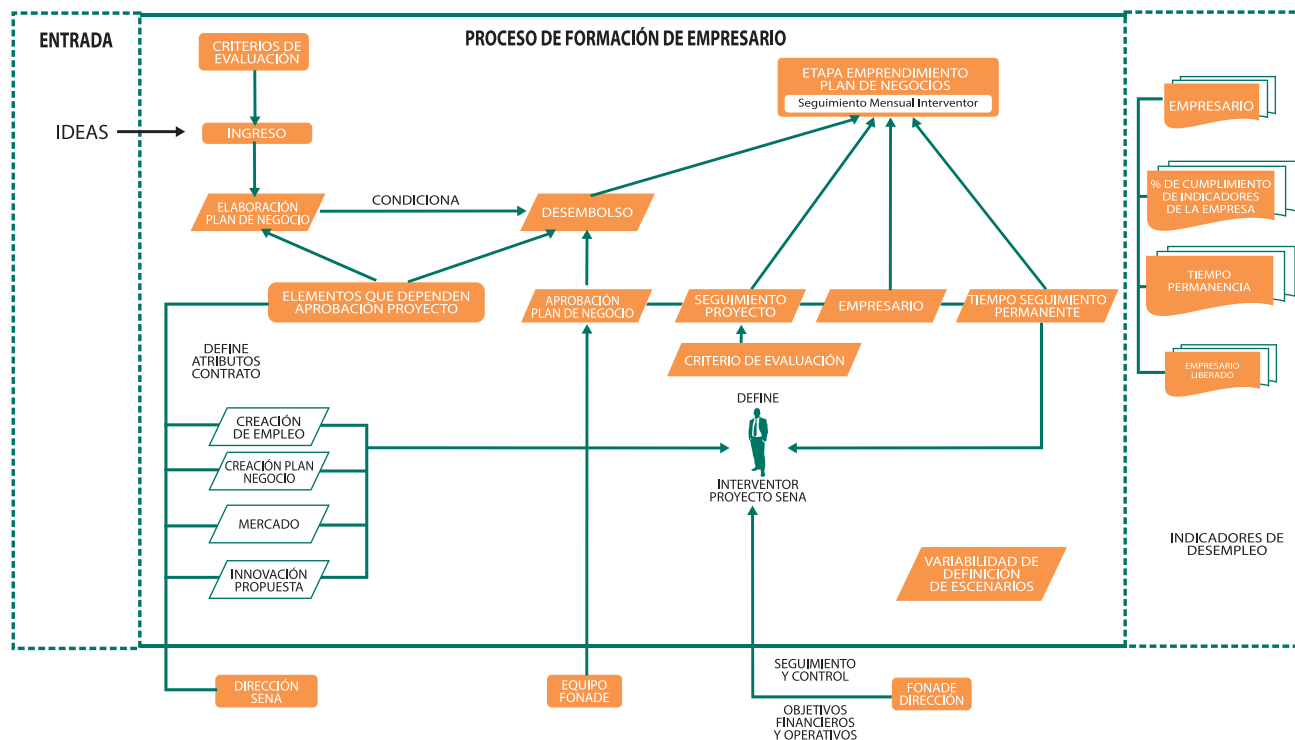 ENTRADA
IDEAS
PROCESO DE FORMACIÓN DE EMPRESARIO
CRITERIOS DE
EVALUACIÓN
INGRESO
ELABORACIÓN
PLAN DE NEGOCIO
CONDICIONA
DESEMBOLSO
ETAPA EMPRENDIMIENTO
PLAN DE NEGOCIOS
Seguimiento Mensual Interventor
ELEMENTOS QUE DEPENDEN
APROBACIÓN PROYECTO
APROBACIÓN
PLAN DE NEGOCIO
SEGUIMIENTO
PROYECTO
EMPRESARIO
TIEMPO SEGUIMIENTO
PERMANENTE
CRITERIO DE EVALUACIÓN
DEFINE
ATRIBUTOS
CONTRATO
CREACIÓN
DE EMPLEO
CREACIÓN PLAN
NEGOCIO
MERCADO
INNOVACIÓN
PROPUESTA
DEFINE
INTERVENTOR
PROYECTO SENA
VARIABILIDAD DE
DEFINICIÓN
DE ESCENARIOS
DIRECCIÓN
SENA
EQUIPO
FONADE
SEGUIMIENTO
Y CONTROL
OBJETIVOS
FINANCIEROS
Y OPERATIVOS
FONADE
DIRECCIÓN
EMPRESARIO
% DE CUMPLIMIENTO
DE INDICADORES
DE LA EMPRESA
TIEMPO
PERMANENCIA
EMPRESARIO
LIBERADO
INDICADORES DE
DESEMPLEO